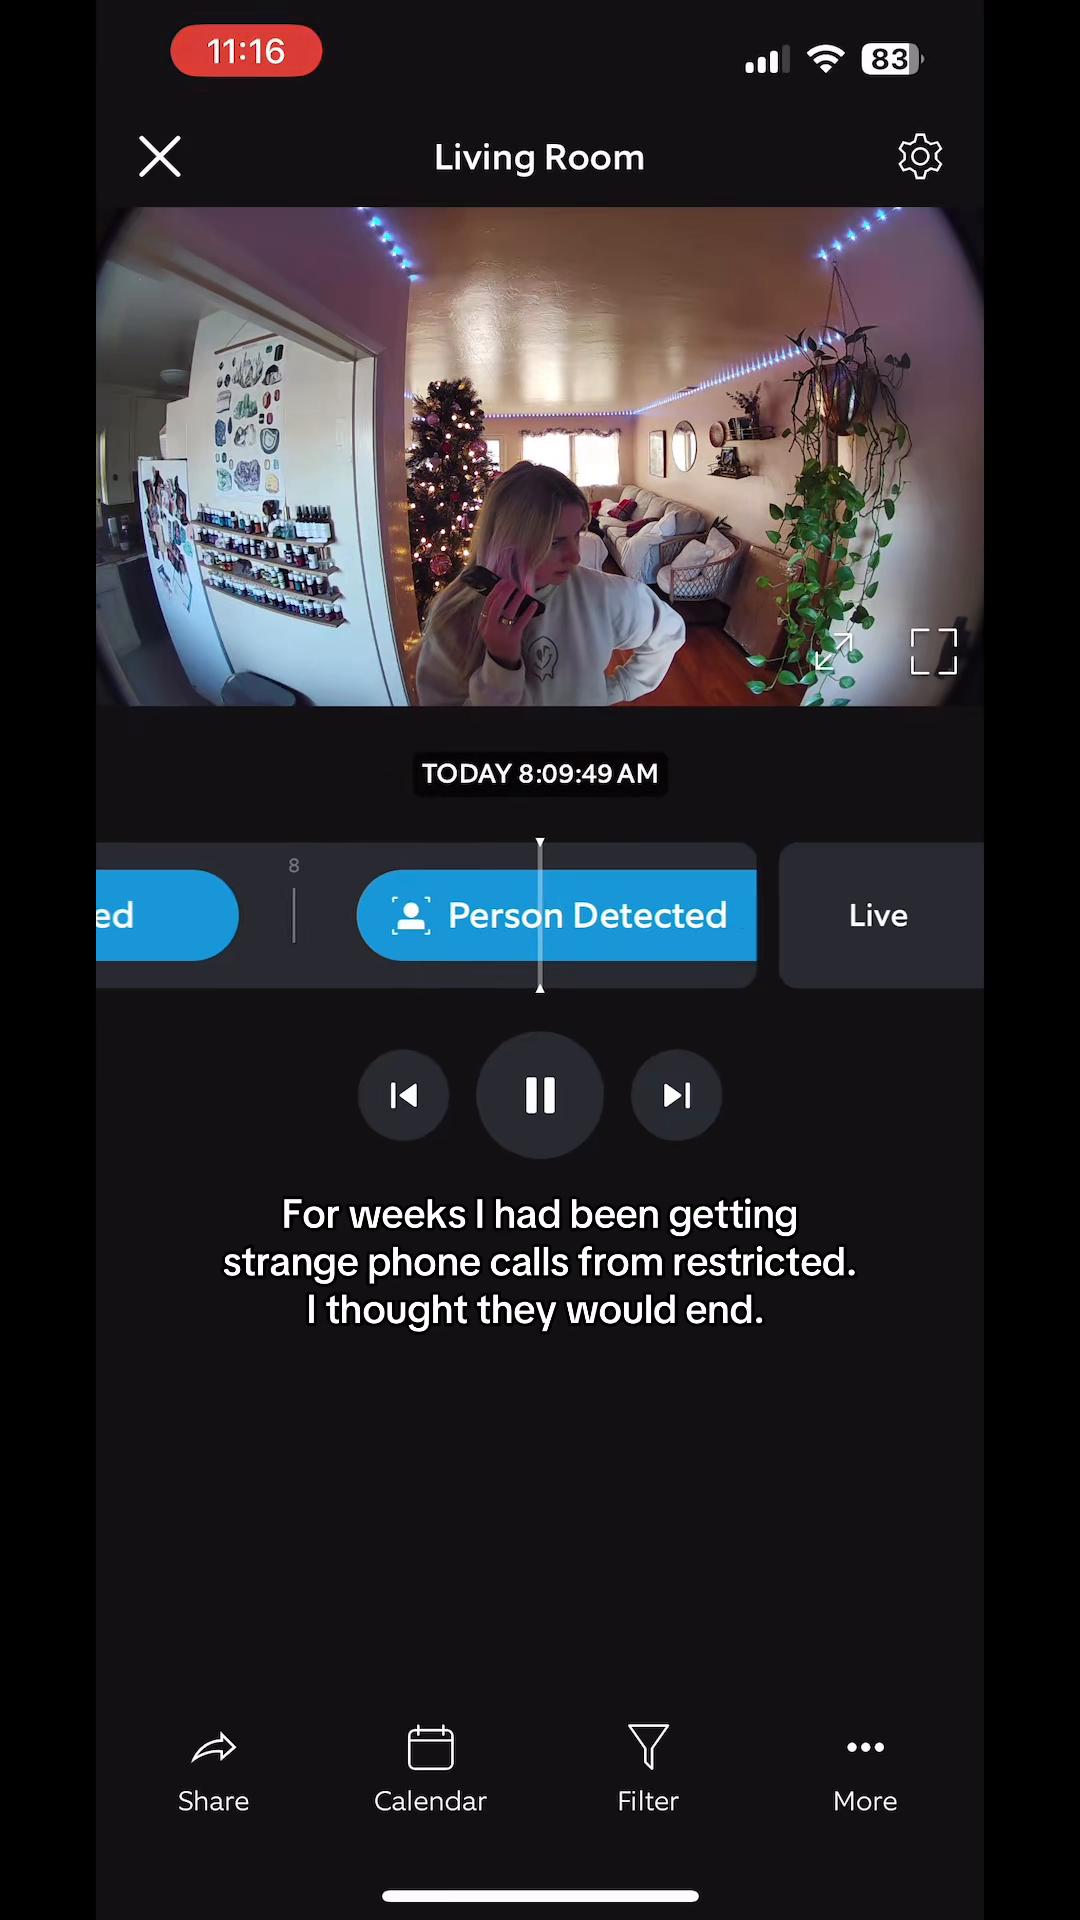 11:16
83
Living Room
TODAY 8:09:49 AM
8
ed
Person Detected
Live
For weeks I had been getting
strange phone calls from restricted.
I thought they would end.
Share
Calendar
Filter
More